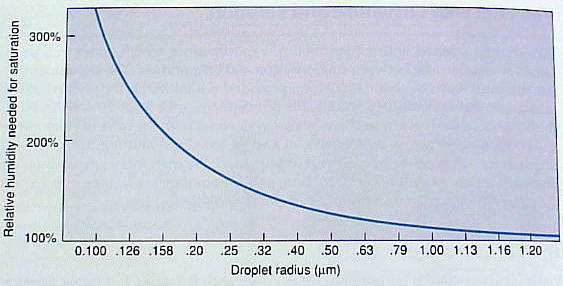 Relative humidity needed for saturation
300%
200%
100%
0.100 .126 .158 .20 .25 .32 .40 .50 .63 .79 1.00 1.13 1.16 1.20
Droplet radius (μm)